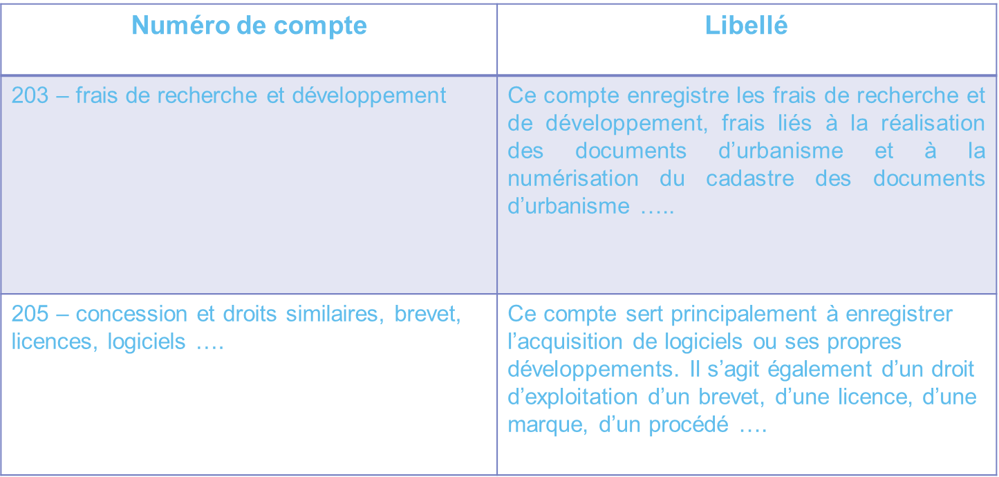 Numéro de compte
Libellé
203 – frais de recherche et développement
Ce compte enregistre les frais de recherche et
de développement, frais liés à la réalisation
des documents d’urbanisme et à la
numérisation du cadastre des documents
d’urbanisme …..
205 – concession et droits similaires, brevet,
licences, logiciels ….
Ce compte sert principalement à enregistrer
l’acquisition de logiciels ou ses propres
développements. Il s’agit également d’un droit
d’exploitation d’un brevet, d’une licence, d’une
marque, d’un procédé ….